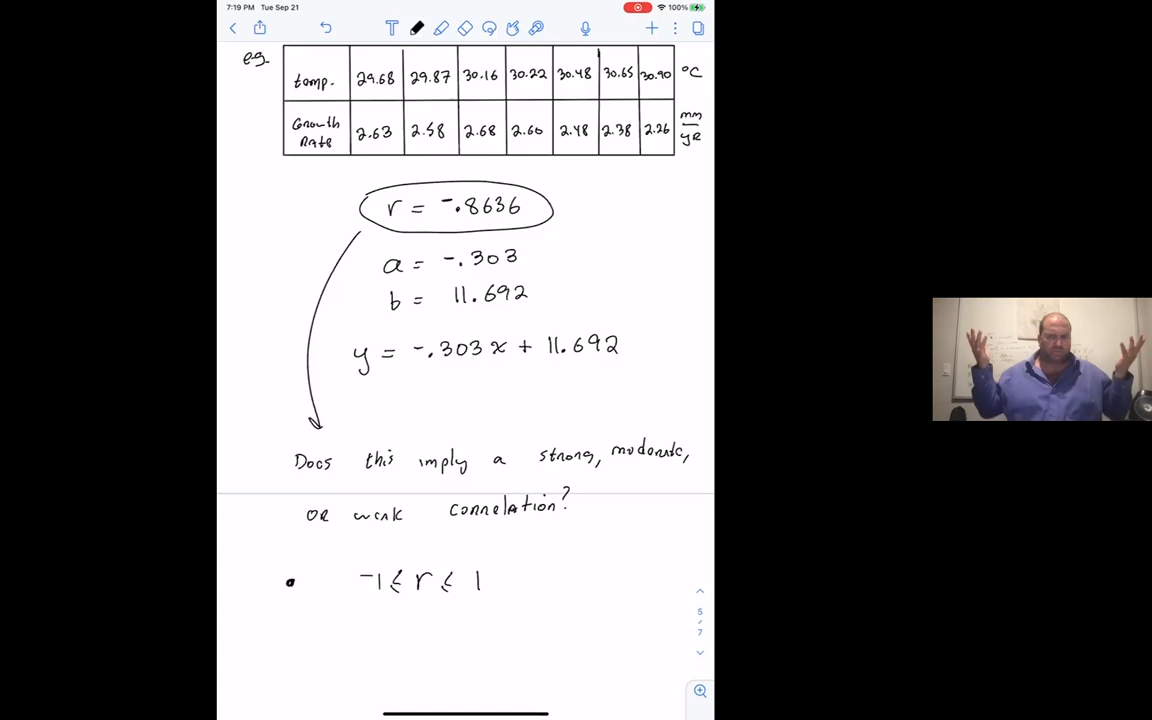 7:19 PM Tue Sep 21
100%
e.g.
temp. 29.68 29.87 30.16 30.22 30.48 30.65 30.90 °C
Growth Rate 2.63 2.58 2.68 2.60 2.48 2.38 2.26 mm/YR
r = -.8636
a = -.303
b = 11.692
y = -.303x + 11.692
Does this imply a strong, moderate,
OR weak correlation?
• -1 ≤ r ≤ 1
5
/
7